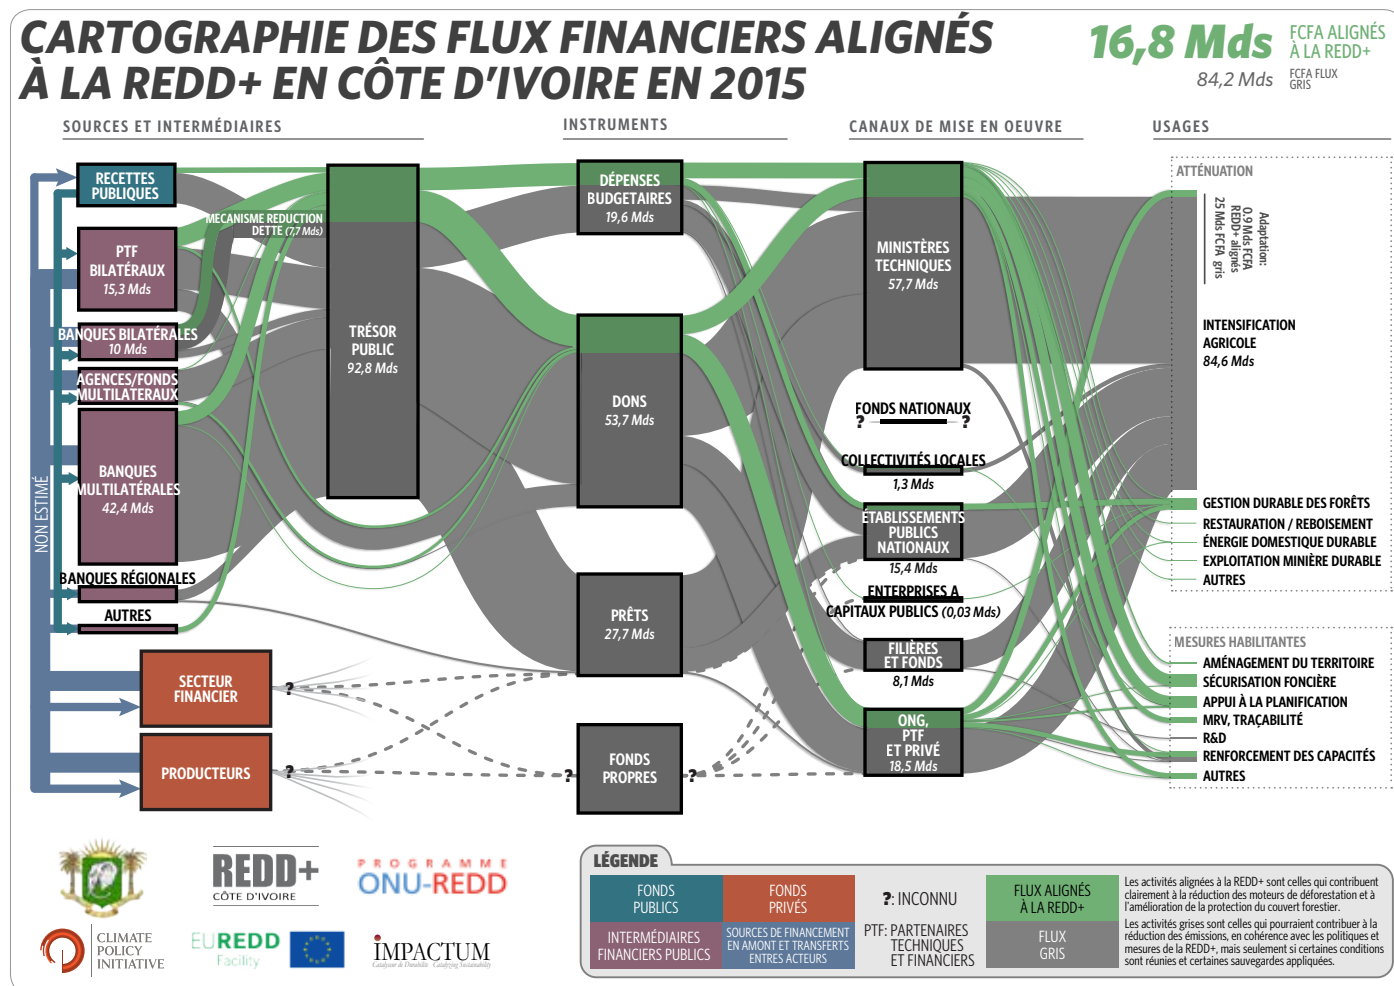 CARTOGRAPHIE DES FLUX FINANCIERS ALIGNÉS
À LA REDD+ EN CÔTE D'IVOIRE EN 2015
16,8 Mds
FCFA ALIGNÉS
À LA REDD+
84,2 Mds
FCFA FLUX
GRIS
SOURCES ET INTERMÉDIAIRES
INSTRUMENTS
CANAUX DE MISE EN OEUVRE
USAGES
RECETTES
PUBLIQUES
MECANISME REDUCTION
DETTE (7,7 Mds)
PTF
BILATÉRAUX
15,3 Mds
BANQUES BILATÉRALES
10 Mds
AGENCES/FONDS
MULTILATERAUX
BANQUES
MULTILATÉRALES
42,4 Mds
BANQUES RÉGIONALES
AUTRES
NON ESTIMÉ
SECTEUR
FINANCIER
?
PRODUCTEURS
?
TRÉSOR
PUBLIC
92,8 Mds
DÉPENSES
BUDGETAIRES
19,6 Mds
DONS
53,7 Mds
PRÊTS
27,7 Mds
?
FONDS
PROPRES
?
MINISTÈRES
TECHNIQUES
57,7 Mds
FONDS NATIONAUX
? ?
COLLECTIVITÉS LOCALES
1,3 Mds
ÉTABLISSEMENTS
PUBLICS
NATIONAUX
15,4 Mds
ENTERPRISES A
CAPITAUX PUBLICS (0,03 Mds)
FILIÈRES
ET FONDS
8,1 Mds
ONG,
PTF
ET PRIVÉ
18,5 Mds
ATTÉNUATION
Adaptation:
0.9 Mds FCFA
REDD+ alignés
25 Mds FCFA gris
INTENSIFICATION
AGRICOLE
84,6 Mds
GESTION DURABLE DES FORÊTS
RESTAURATION / REBOISEMENT
ÉNERGIE DOMESTIQUE DURABLE
EXPLOITATION MINIÈRE DURABLE
AUTRES
MESURES HABILITANTES
AMÉNAGEMENT DU TERRITOIRE
SÉCURISATION FONCIÈRE
APPUI À LA PLANIFICATION
MRV, TRAÇABILITÉ
R&D
RENFORCEMENT DES CAPACITÉS
AUTRES
REDD+
CÔTE D'IVOIRE
PROGRAMME
ONU-REDD
CLIMATE
POLICY
INITIATIVE
EUREDD
Facility
IMPACTUM
Catalyseur de Durabilité Catalyzing Sustainability
LÉGENDE
FONDS
PUBLICS
FONDS
PRIVÉS
INTERMÉDIAIRES
FINANCIERS PUBLICS
SOURCES DE FINANCEMENT
EN AMONT ET TRANSFERTS
ENTRES ACTEURS
?: INCONNU
PTF: PARTENAIRES
TECHNIQUES
ET FINANCIERS
FLUX ALIGNÉS
À LA REDD+
FLUX
GRIS
Les activités alignées à la REDD+ sont celles qui contribuent
clairement à la réduction des moteurs de déforestation et à
l'amélioration de la protection du couvert forestier.
Les activités grises sont celles qui pourraient contribuer à la
réduction des émissions, en cohérence avec les politiques et
mesures de la REDD+, mais seulement si certaines conditions
sont réunies et certaines sauvegardes appliquées.